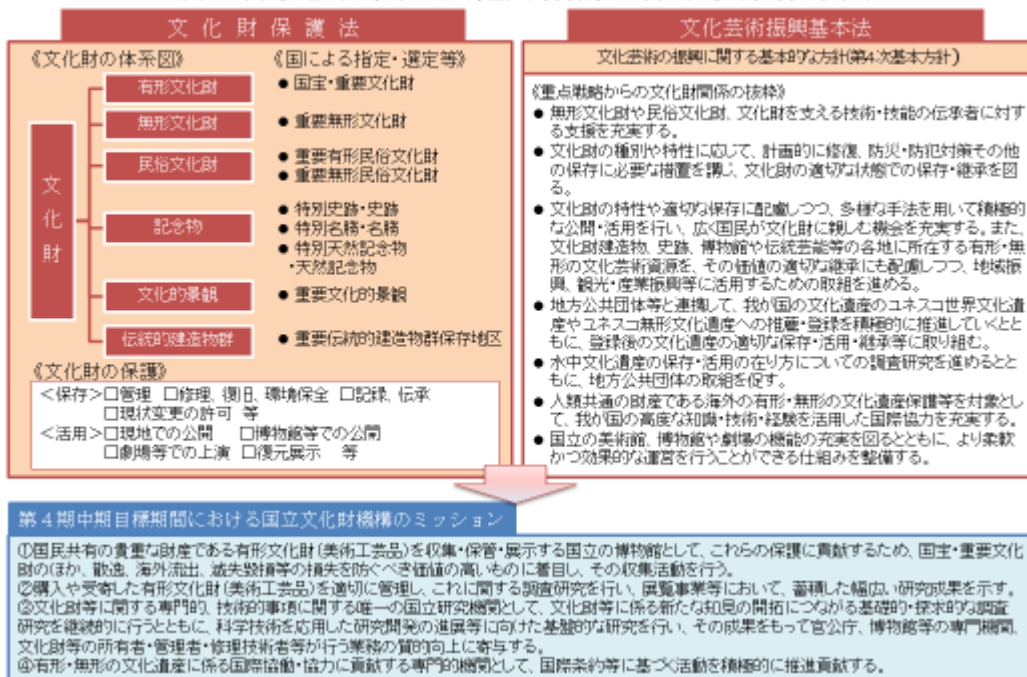 文化財保護法
《文化財の体系図》
《国による指定・選定等》
文化財
有形文化財
● 国宝・重要文化財
無形文化財
● 重要無形文化財
民俗文化財
● 重要有形民俗文化財
● 重要無形民俗文化財
記念物
● 特別史跡・史跡
● 特別名勝・名勝
● 特別天然記念物
・天然記念物
文化的景観
● 重要文化的景観
伝統的建造物群
● 重要伝統的建造物群保存地区
《文化財の保護》
<保存>□管理 □修理、復旧、環境保全 □記録、伝承
□現状変更の許可 等
<活用>□現地での公開 □博物館等での公開
□劇場等での上演 □復元展示 等
文化芸術振興基本法
文化芸術の振興に関する基本的な方針(第4次基本方針)
《重点戦略からの文化財関係の抜粋》
● 無形文化財や民俗文化財、文化財を支える技術・技能の伝承者に対す
る支援を充実する。
● 文化財の種別や特性に応じて、計画的に修復、防災・防犯対策その他
の保存に必要な措置を講じ、文化財の適切な状態での保存・継承を図
る。
● 文化財の特性や適切な保存に配慮しつつ、多様な手法を用いて積極的
な公開・活用を行い、広く国民が文化財に親しむ機会を充実する。また、
文化財建造物、史跡、博物館や伝統芸能等の各地に所在する有形・無
形の文化芸術資源を、その価値の適切な継承にも配慮しつつ、地域振
興、観光・産業振興等に活用するための取組を進める。
● 地方公共団体等と連携して、我が国の文化遺産のユネスコ世界文化遺
産やユネスコ無形文化遺産への推薦・登録を積極的に推進していくとと
もに、登録後の文化遺産の適切な保存・活用・継承等に取り組む。
● 水中文化遺産の保存・活用の在り方についての調査研究を進めるとと
もに、地方公共団体の取組を促す。
● 人類共通の財産である海外の有形・無形の文化遺産保護等を対象とし
て、我が国の高度な知識・技術・経験を活用した国際協力を充実する。
● 国立の美術館、博物館や劇場の機能の充実を図るとともに、より柔軟
かつ効果的な運営を行うことができる仕組みを整備する。
第4期中期目標期間における国立文化財機構のミッション
①国民共有の貴重な財産である有形文化財(美術工芸品)を収集・保管・展示する国立の博物館として、これらの保護に貢献するため、国宝・重要文化
財のほか、散逸、海外流出、滅失毀損等の損失を防ぐべき価値の高いものに着目し、その収集活動を行う。
②購入や受寄した有形文化財(美術工芸品)を適切に管理し、これに関する調査研究を行い、展覧事業等において、蓄積した幅広い研究成果を示す。
③文化財等に関する専門的、技術的事項に関する唯一の国立研究機関として、文化財等に係る新たな知見の開拓につながる基礎的・探求的な調査
研究を継続的に行うとともに、科学技術を応用した研究開発の進展等に向けた基盤的な研究を行い、その成果をもって官公庁、博物館等の専門機関、
文化財等の所有者・管理者・修理技術者等が行う業務の質的向上に寄与する。
④有形・無形の文化遺産に係る国際協働・協力に貢献する専門的機関として、国際条約等に基づく活動を積極的に推進貢献する。